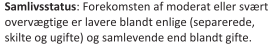 Samlivsstatus: Forekomsten af moderat eller svært
overvægtige er lavere blandt enlige (separerede,
skilte og ugifte) og samlevende end blandt gifte.